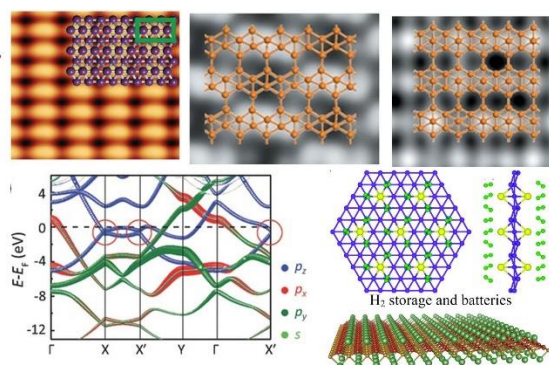 E-E_F (eV)
4
0
-4
-8
-12
Γ X X′ Y Γ X′
p_z
p_x
p_y
s
H₂ storage and batteries